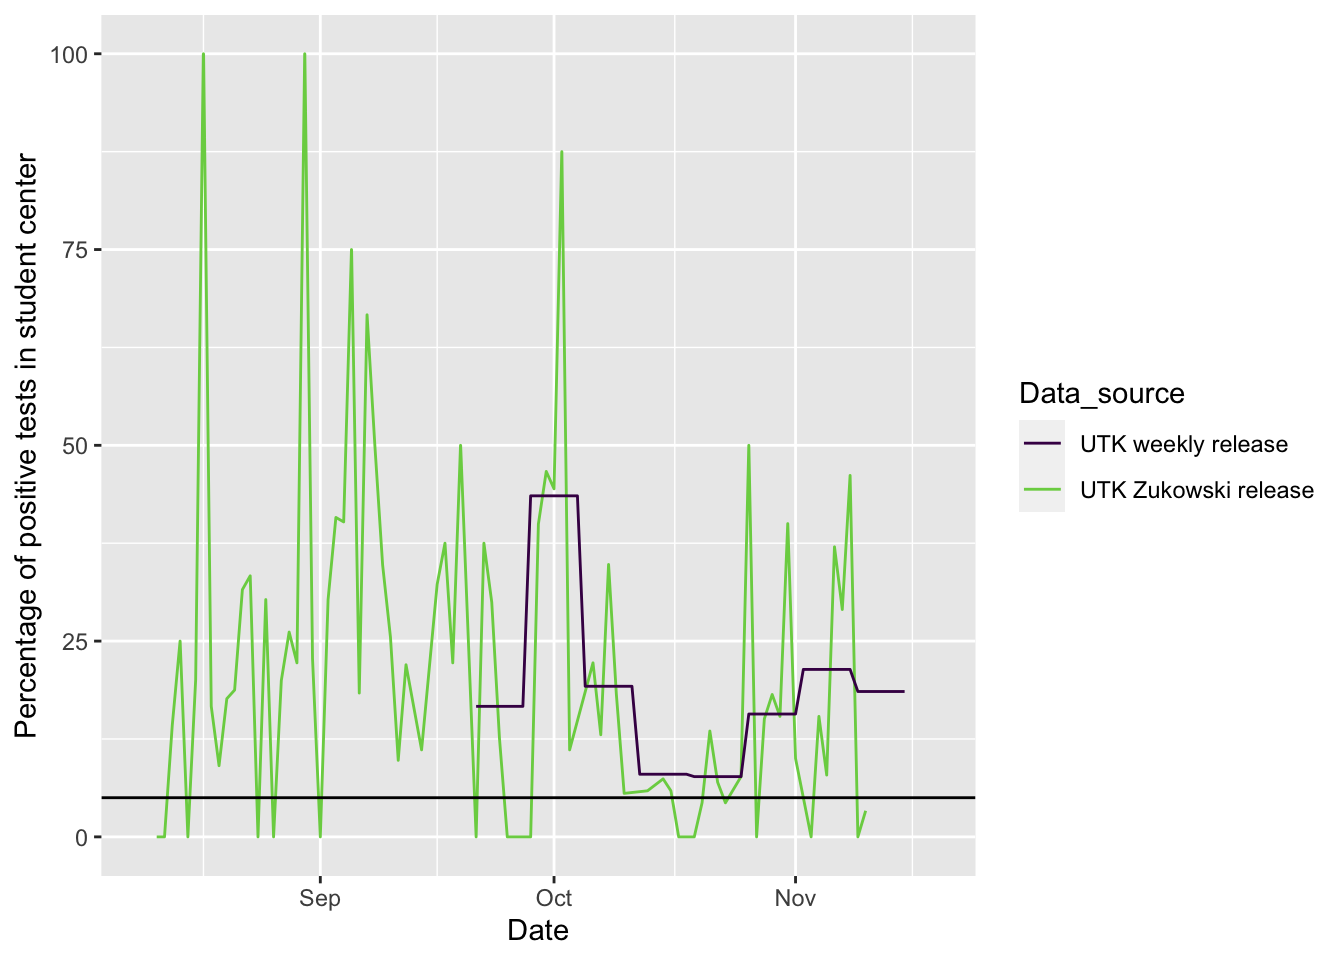 Percentage of positive tests in student center
100
75
50
25
0
Sep
Oct
Nov
Date
Data_source
UTK weekly release
UTK Zukowski release